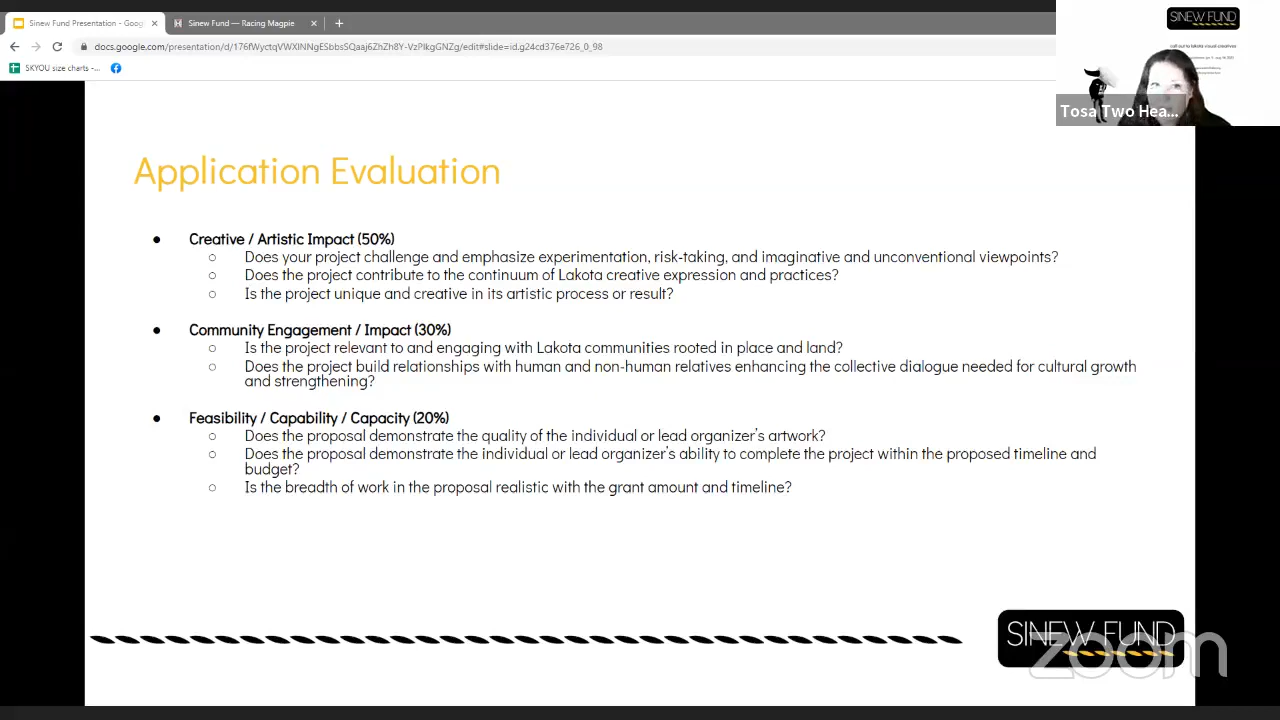 Sinew Fund Presentation - Goog
Sinew Fund — Racing Magpie
docs.google.com/presentation/d/176fWyctqVWXlNNgESbbsSQaaj6ZhZh8Y-VzPlkgGNZg/edit#slide=id.g24cd376e726_0_98
SKYOU size charts -...
SINEW FUND
Tosa Two Hea...
Application Evaluation
● Creative / Artistic Impact (50%)
○ Does your project challenge and emphasize experimentation, risk-taking, and imaginative and unconventional viewpoints?
○ Does the project contribute to the continuum of Lakota creative expression and practices?
○ Is the project unique and creative in its artistic process or result?
● Community Engagement / Impact (30%)
○ Is the project relevant to and engaging with Lakota communities rooted in place and land?
○ Does the project build relationships with human and non-human relatives enhancing the collective dialogue needed for cultural growth
and strengthening?
● Feasibility / Capability / Capacity (20%)
○ Does the proposal demonstrate the quality of the individual or lead organizer's artwork?
○ Does the proposal demonstrate the individual or lead organizer's ability to complete the project within the proposed timeline and
budget?
○ Is the breadth of work in the proposal realistic with the grant amount and timeline?
SINEW FUND
zoom